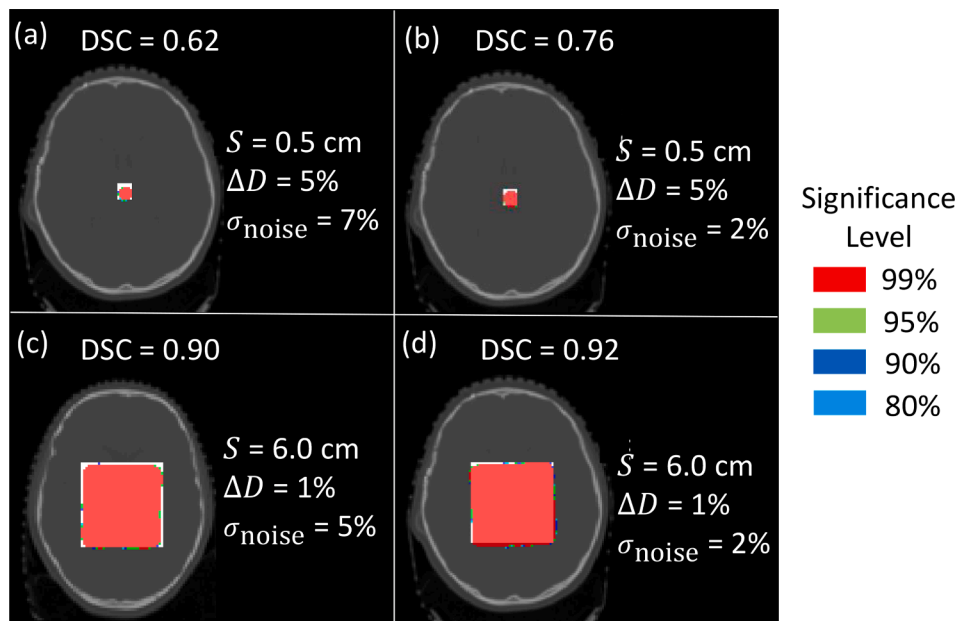 (a) DSC = 0.62
S = 0.5 cm
ΔD = 5%
σnoise = 7%
(b) DSC = 0.76
S = 0.5 cm
ΔD = 5%
σnoise = 2%
(c) DSC = 0.90
S = 6.0 cm
ΔD = 1%
σnoise = 5%
(d) DSC = 0.92
S = 6.0 cm
ΔD = 1%
σnoise = 2%
Significance
Level
99%
95%
90%
80%